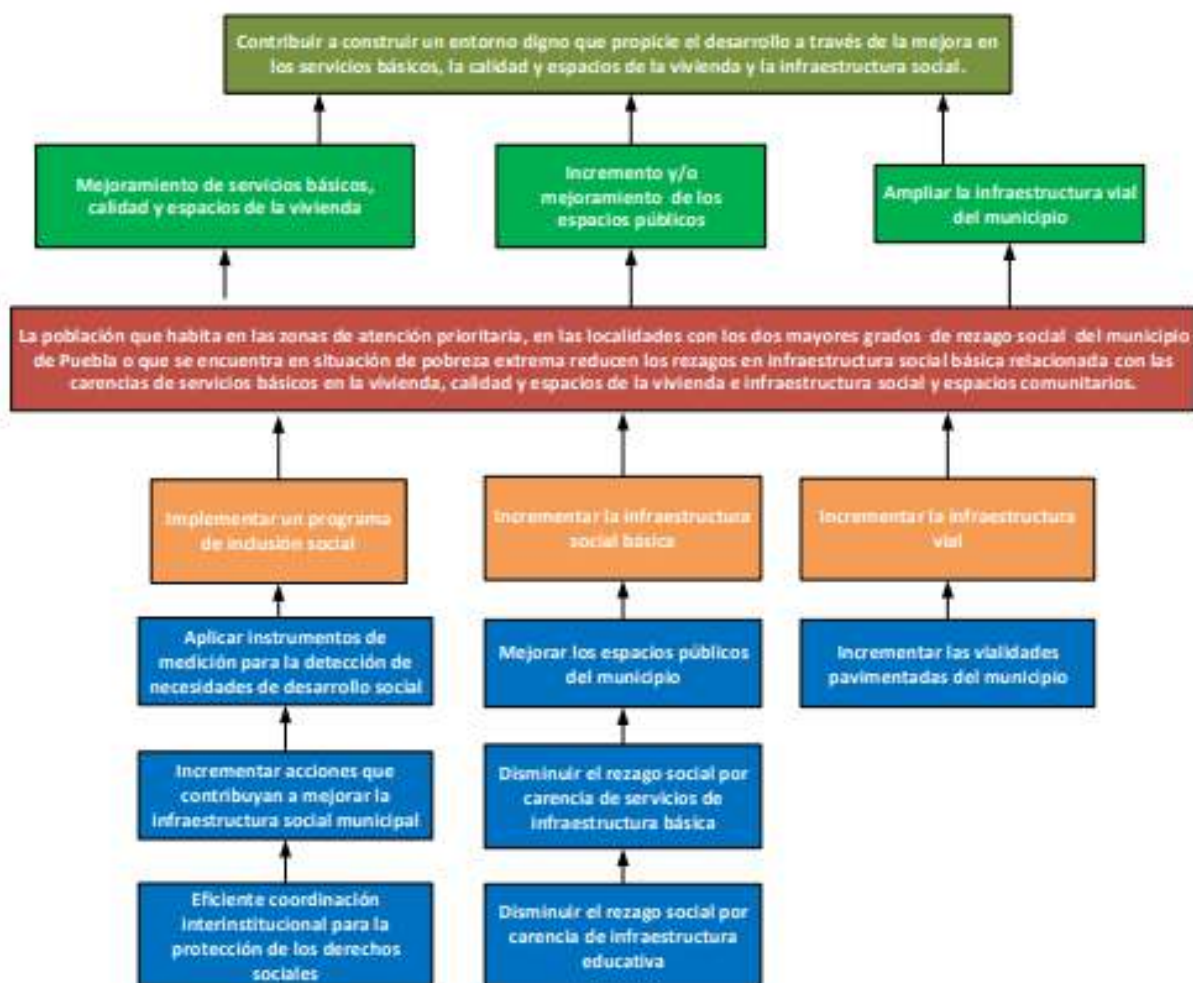 Contribuir a construir un entorno digno que propicie el desarrollo a través de la mejora en
los servicios básicos, la calidad y espacios de la vivienda y la infraestructura social.
Mejoramiento de servicios básicos,
calidad y espacios de la vivienda
Incremento y/o
mejoramiento de los
espacios públicos
Ampliar la infraestructura vial
del municipio
La población que habita en las zonas de atención prioritaria, en las localidades con los dos mayores grados de rezago social del municipio
de Puebla o que se encuentra en situación de pobreza extrema reducen los rezagos en infraestructura social básica relacionada con las
carencias de servicios básicos en la vivienda, calidad y espacios de la vivienda e infraestructura social y espacios comunitarios.
Implementar un programa
de inclusión social
Incrementar la infraestructura
social básica
Incrementar la infraestructura
vial
Aplicar instrumentos de
medición para la detección de
necesidades de desarrollo social
Mejorar los espacios públicos
del municipio
Incrementar las vialidades
pavimentadas del municipio
Incrementar acciones que
contribuyan a mejorar la
infraestructura social municipal
Disminuir el rezago social por
carencia de servicios de
infraestructura básica
Eficiente coordinación
interinstitucional para la
protección de los derechos
sociales
Disminuir el rezago social por
carencia de infraestructura
educativa